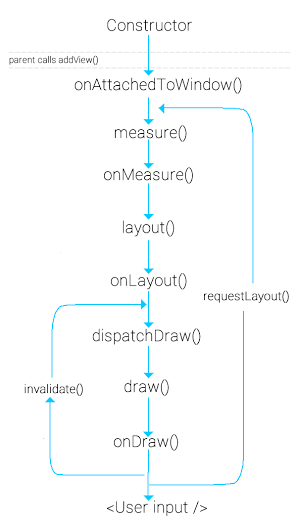 Constructor
parent calls addView()
onAttachedToWindow()
measure()
onMeasure()
layout()
onLayout()
requestLayout()
dispatchDraw()
invalidate()
draw()
onDraw()
<User input />